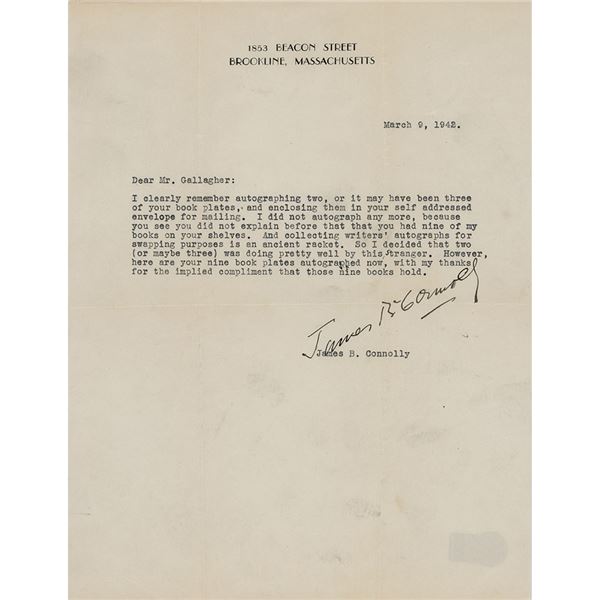 1853 BEACON STREET
BROOKLINE, MASSACHUSETTS
March 9, 1942.
Dear Mr. Gallagher:
I clearly remember autographing two, or it may have been three
of your book plates, and enclosing them in your self addressed
envelope for mailing. I did not autograph any more, because
you see you did not explain before that that you had nine of my
books on your shelves. And collecting writers' autographs for
swapping purposes is an ancient racket. So I decided that two
(or maybe three) was doing pretty well by this stranger. However,
here are your nine book plates autographed now, with my thanks
for the implied compliment that those nine books hold.
James B. Connolly
James B. Connolly